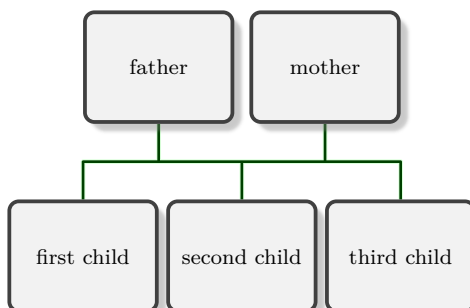 father
mother
first child
second child
third child